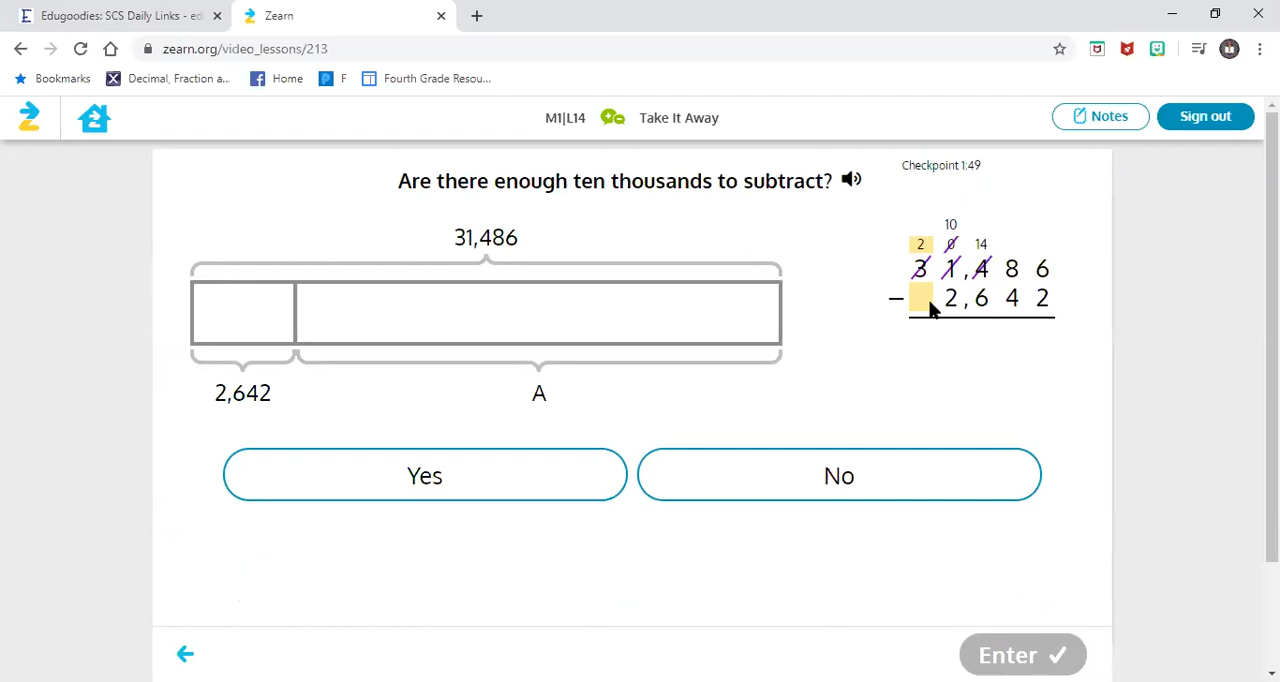 Edugoodies: SCS Daily Links - ed
Zearn
zearn.org/video_lessons/213
Bookmarks
Decimal, Fraction a...
Home
F
Fourth Grade Resou...
M1|L14
Take It Away
Notes
Sign out
Checkpoint 1:49
Are there enough ten thousands to subtract?
31,486
2,642
A
10
2 0 14
3 1,4 8 6
− 2,6 4 2
Yes
No
Enter ✓